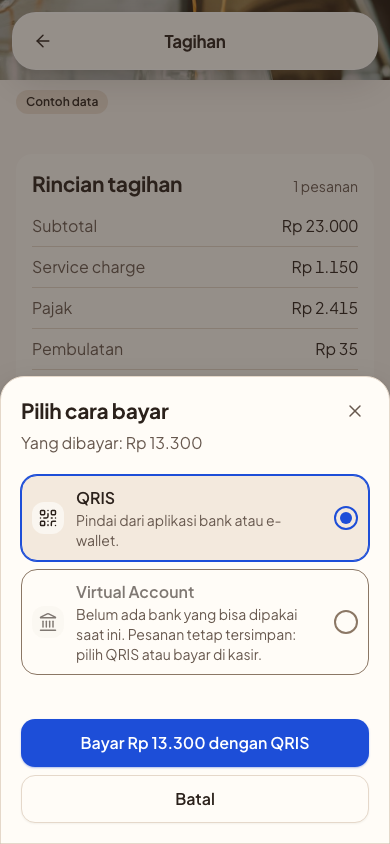 Tagihan
Contoh data
Rincian tagihan
1 pesanan
Subtotal
Rp 23.000
Service charge
Rp 1.150
Pajak
Rp 2.415
Pembulatan
Rp 35
Pilih cara bayar
Yang dibayar: Rp 13.300
QRIS
Pindai dari aplikasi bank atau e-
wallet.
Virtual Account
Belum ada bank yang bisa dipakai
saat ini. Pesanan tetap tersimpan:
pilih QRIS atau bayar di kasir.
Bayar Rp 13.300 dengan QRIS
Batal